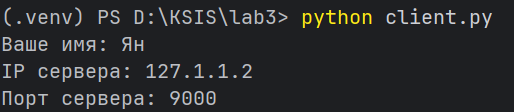 (.venv) PS D:\KSIS\lab3> python client.py
Ваше имя: Ян
IP сервера: 127.1.1.2
Порт сервера: 9000